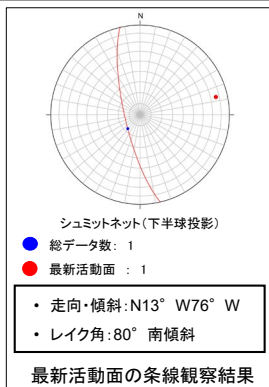 N
シュミットネット(下半球投影)
総データ数: 1
最新活動面 : 1
・ 走向・傾斜:N13° W76° W
・ レイク角:80° 南傾斜
最新活動面の条線観察結果